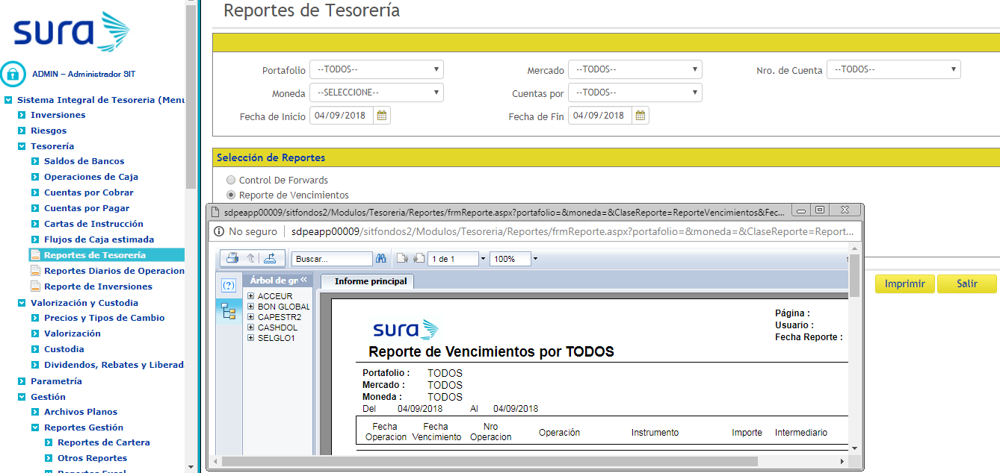 sura
ADMIN – Administrador SIT
Sistema Integral de Tesoreria (Menu
Inversiones
Riesgos
Tesorería
Saldos de Bancos
Operaciones de Caja
Cuentas por Cobrar
Cuentas por Pagar
Cartas de Instrucción
Flujos de Caja estimada
Reportes de Tesorería
Reportes Diarios de Operacion
Reporte de Inversiones
Valorización y Custodia
Precios y Tipos de Cambio
Valorización
Custodia
Dividendos, Rebates y Liberad
Parametría
Gestión
Archivos Planos
Reportes Gestión
Reportes de Cartera
Otros Reportes
Reportes Excel
Reportes de Tesorería
Portafolio --TODOS-- Mercado --TODOS-- Nro. de Cuenta --TODOS--
Moneda --SELECCIONE-- Cuentas por --TODOS--
Fecha de Inicio 04/09/2018 Fecha de Fin 04/09/2018
Selección de Reportes
Control De Forwards
Reporte de Vencimientos
Imprimir Salir
sdpeapp00009/sitfondos2/Modulos/Tesoreria/Reportes/frmReporte.aspx?portafolio=&moneda=&ClaseReporte=ReporteVencimientos&Fec...
No seguro | sdpeapp00009/sitfondos2/Modulos/Tesoreria/Reportes/frmReporte.aspx?portafolio=&moneda=&ClaseReporte=Report...
Buscar... 1 de 1 100%
(?) Árbol de gr «
ACCEUR
BON GLOBAL
CAPESTR2
CASHDOL
SELGLO1
Informe principal
Página :
Usuario :
Fecha Reporte :
sura
Reporte de Vencimientos por TODOS
Portafolio : TODOS
Mercado : TODOS
Moneda : TODOS
Del 04/09/2018 Al 04/09/2018
Fecha Operacion Fecha Vencimiento Nro Operacion Operación Instrumento Importe Intermediario